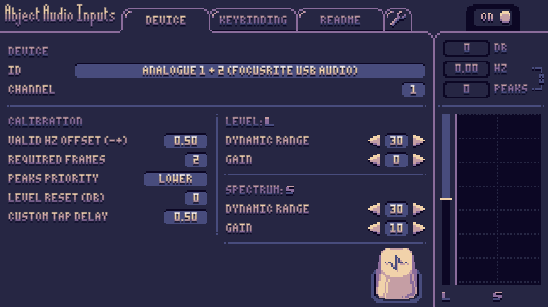 Abject Audio Inputs
DEVICE
KEYBINDING
README
ON
DEVICE
ID
ANALOGUE 1 + 2 (FOCUSRITE USB AUDIO)
CHANNEL
1
0
DB
0.00
HZ
0
PEAKS
CALIBRATION
VALID HZ OFFSET (-+)
0.50
REQUIRED FRAMES
2
PEAKS PRIORITY
LOWER
LEVEL RESET (DB)
0
CUSTOM TAP DELAY
0.50
LEVEL: L
DYNAMIC RANGE
30
GAIN
0
SPECTRUM: S
DYNAMIC RANGE
30
GAIN
10
L
S